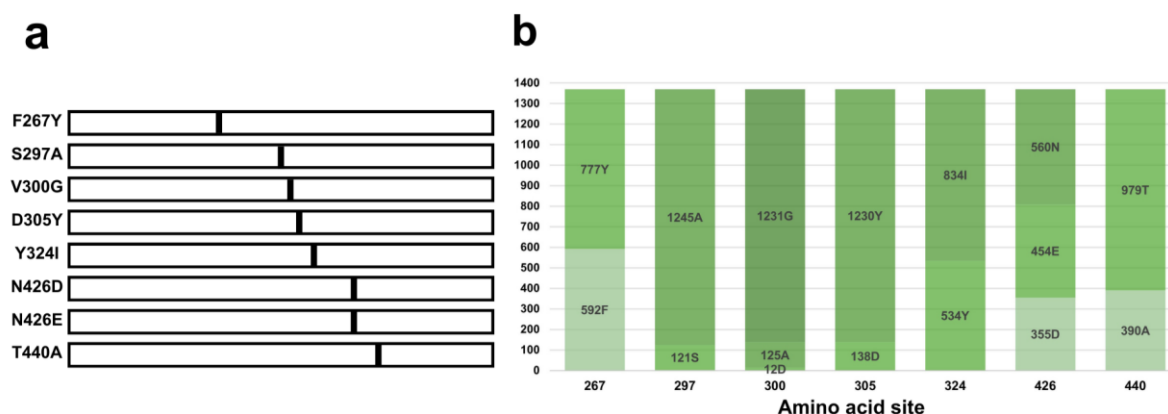 a
F267Y
S297A
V300G
D305Y
Y324I
N426D
N426E
T440A
b
1400
1300
1200
1100
1000
900
800
700
600
500
400
300
200
100
0
777Y
592F
1245A
121S
1231G
125A
12D
1230Y
138D
834I
534Y
560N
454E
355D
979T
390A
267 297 300 305 324 426 440
Amino acid site